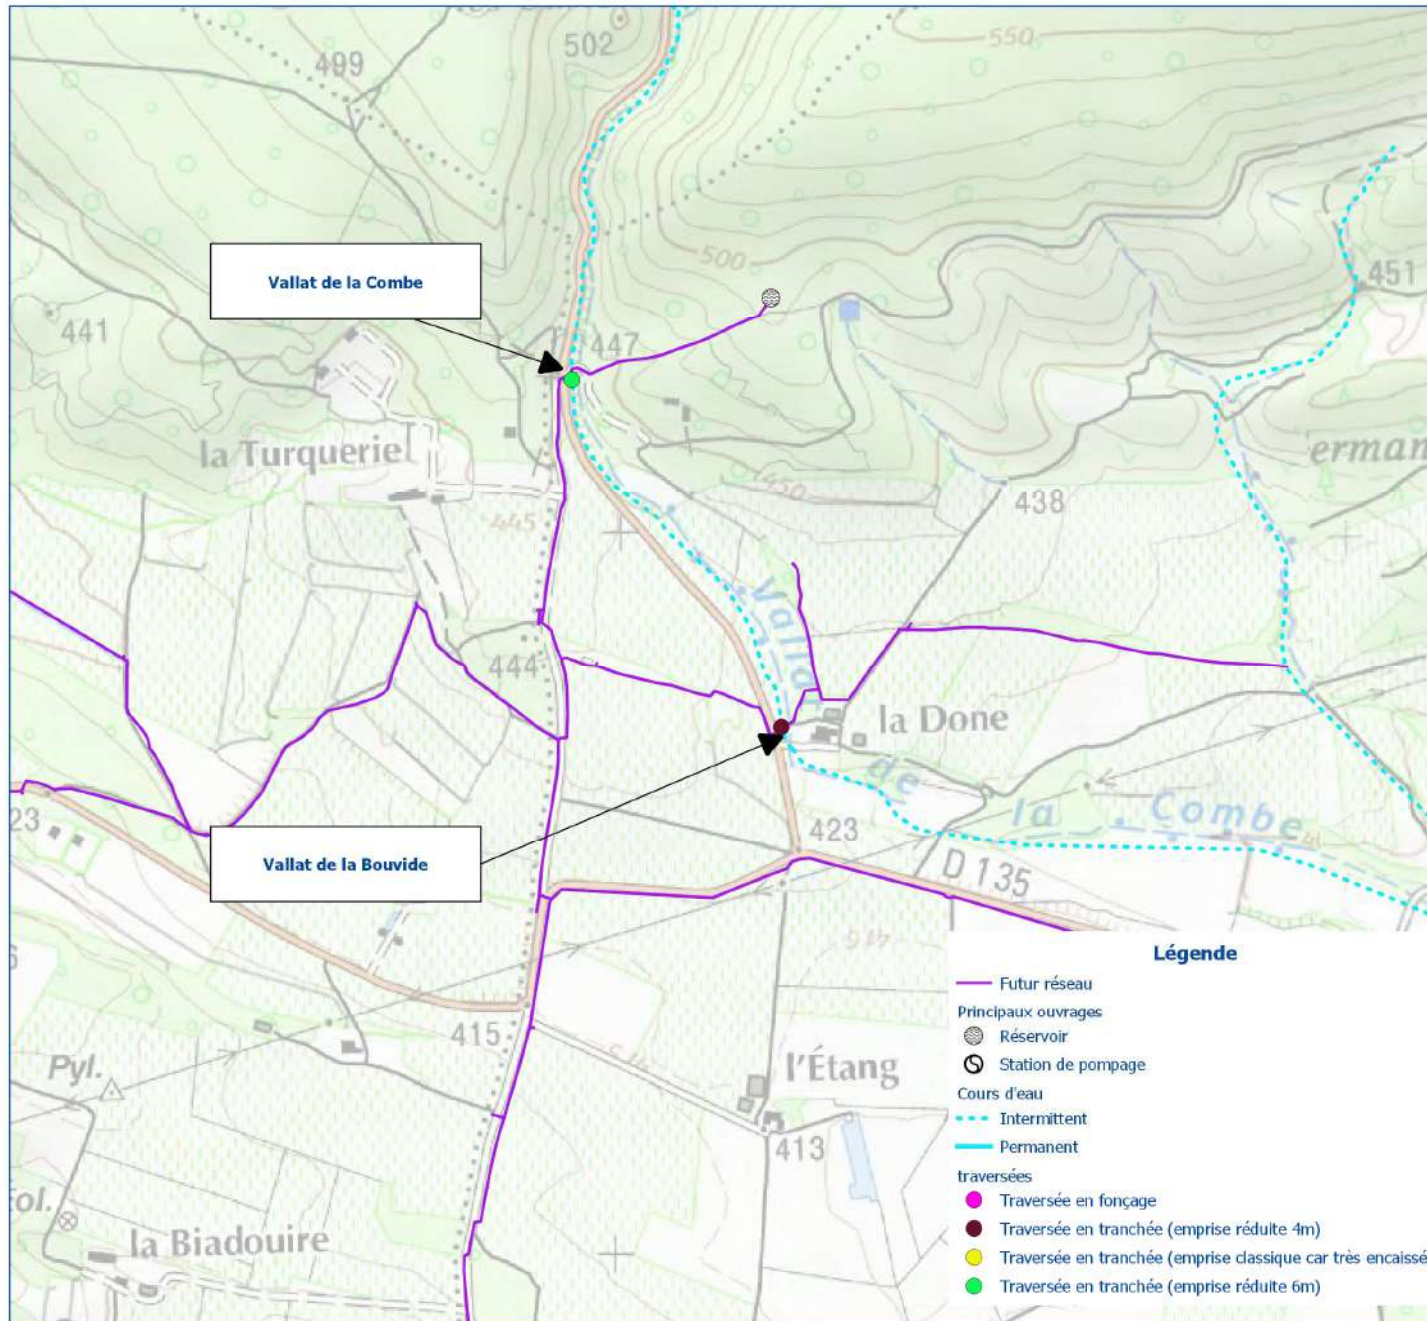 502
499
550
500
Vallat de la Combe
441
447
451
la Turquerie
450
438
445
444
Vallat
la Done
de
la Combe
23
423
Vallat de la Bouvide
D 135
415
Pyl.
l'Étang
413
la Biadouire
Légende
Futur réseau
Principaux ouvrages
Réservoir
Station de pompage
Cours d'eau
Intermittent
Permanent
traversées
Traversée en fonçage
Traversée en tranchée (emprise réduite 4m)
Traversée en tranchée (emprise classique car très encaissé
Traversée en tranchée (emprise réduite 6m)